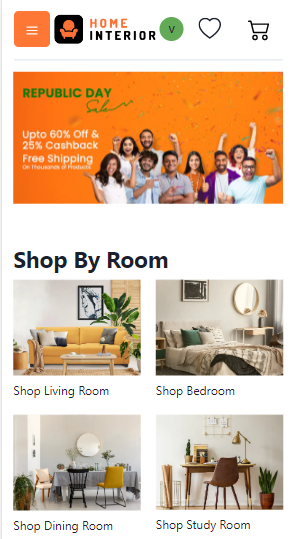 HOME
INTERIOR
V
REPUBLIC DAY
Sale
Upto 60% Off &
25% Cashback
Free Shipping
On Thousands of Products
Shop By Room
Shop Living Room
Shop Bedroom
Shop Dining Room
Shop Study Room